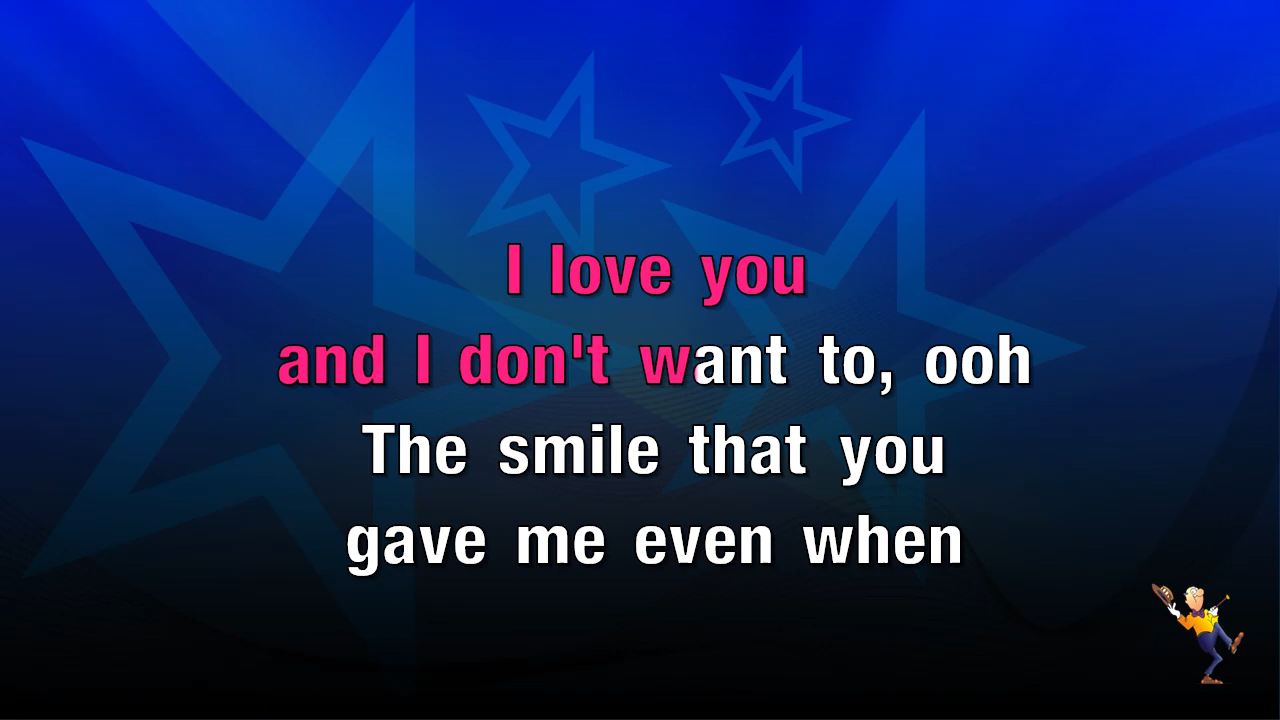 I love you
and I don't want to, ooh
The smile that you
gave me even when